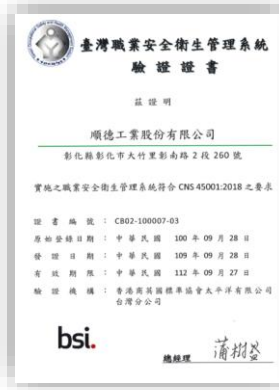 臺灣職業安全衛生管理系統
驗證證書
茲證明
順德工業股份有限公司
彰化縣彰化市大竹里彰南路 2 段 260 號
實施之職業安全衛生管理系統符合 CNS 45001:2018 之要求
證書編號：CB02-100007-03
原始登錄日期：中華民國 100 年 09 月 28 日
發證日期：中華民國 109 年 09 月 28 日
有效期限：中華民國 112 年 09 月 27 日
驗證機構：香港商英國標準協會太平洋有限公司
台灣分公司
bsi.
總經理